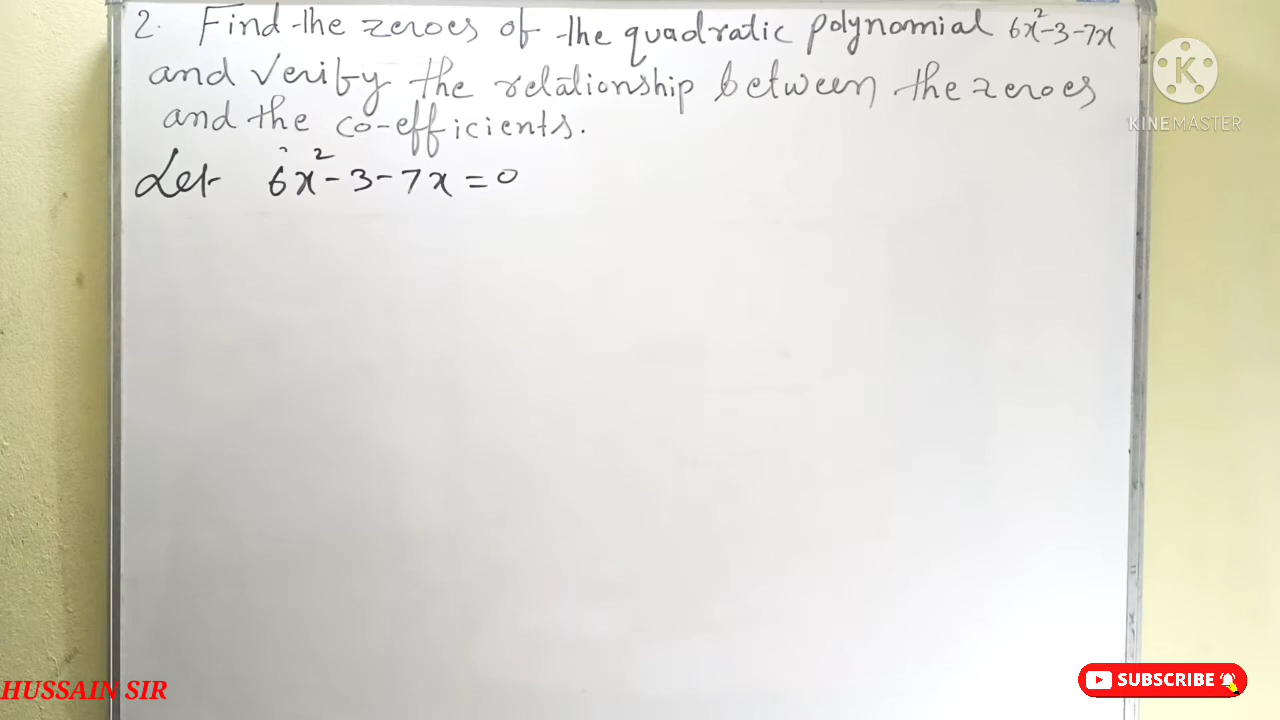 2. Find the zeroes of the quadratic polynomial 6x²-3-7x
and verify the relationship between the zeroes
and the co-efficients.
Let 6x²-3-7x=0
K
KINEMASTER
HUSSAIN SIR
SUBSCRIBE